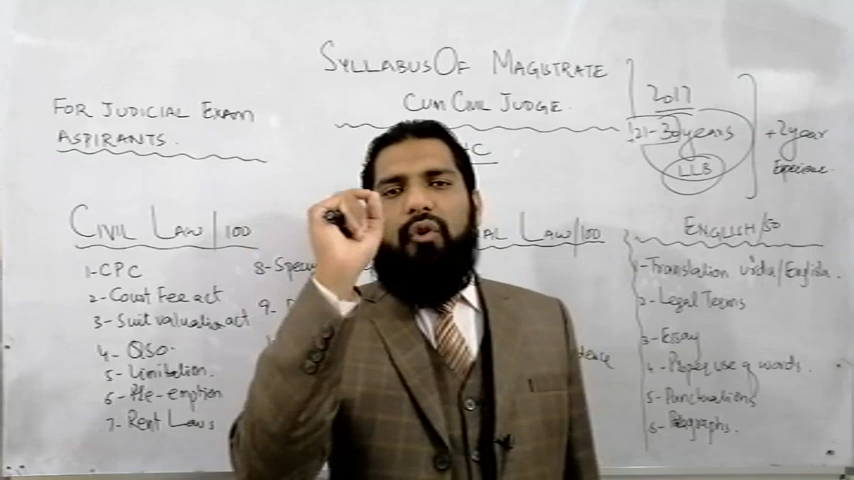 SYLLABUS OF MAGISTRATE
CUM CIVIL JUDGE.
FOR JUDICIAL EXAM
ASPIRANTS.
2017
21-30 years
LLB
+ 2 year
Experience.
CIVIL LAW/100
1-CPC
2- Court Fee act
3- Suit valuation act
4- QSO.
5- Limitation.
6- Pre-emption
7- Rent Laws
8-
9-
LAW/100
ENGLISH/50
1-Translation urdu/English.
2- Legal Terms
3- Essay
4- Proper use of words.
5- Punctuations
6- Paragraphs.